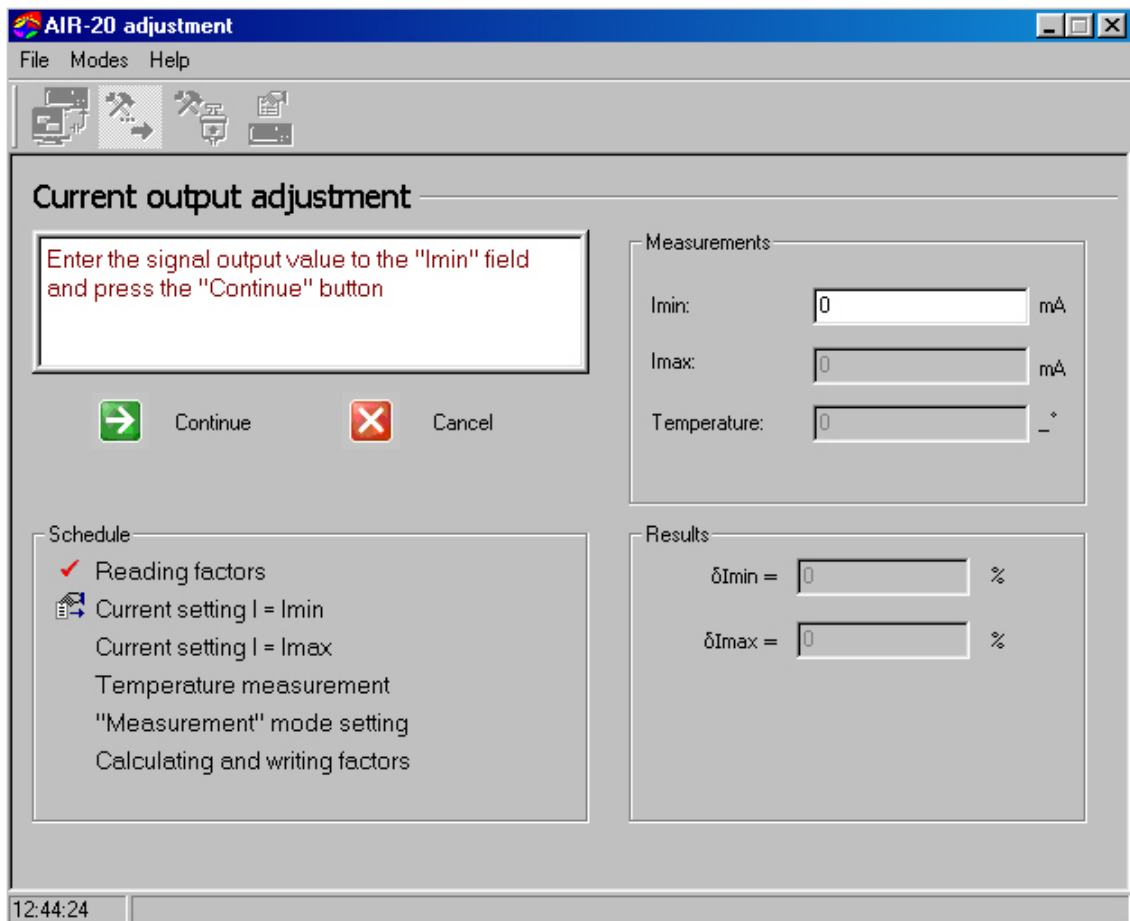 AIR-20 adjustment
File Modes Help
Current output adjustment
Enter the signal output value to the "Imin" field
and press the "Continue" button
Continue
Cancel
Measurements
Imin: 0 mA
Imax: 0 mA
Temperature: 0 _°
Schedule
Reading factors
Current setting I = Imin
Current setting I = Imax
Temperature measurement
"Measurement" mode setting
Calculating and writing factors
Results
δImin = 0 %
δImax = 0 %
12:44:24